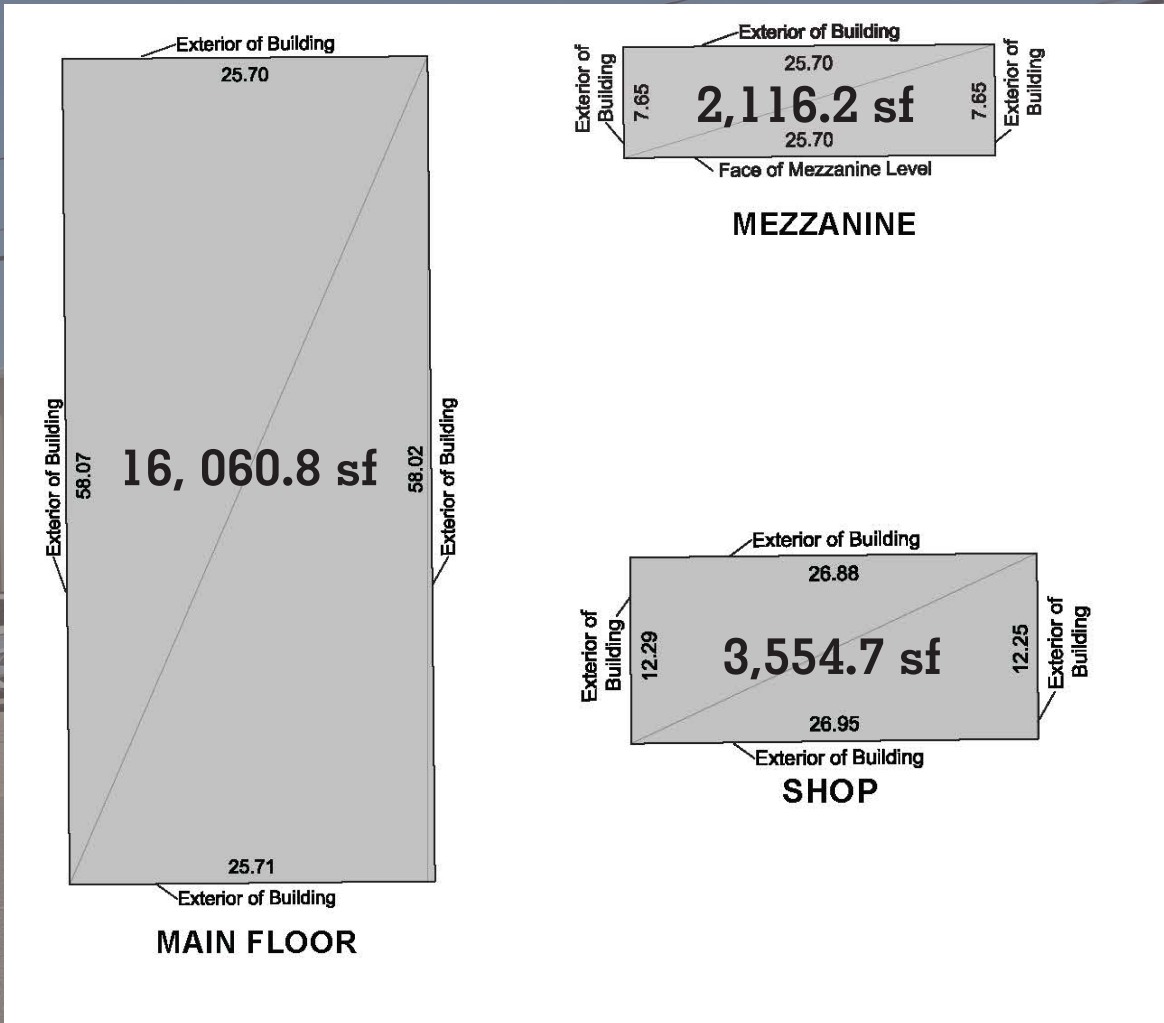 Exterior of Building
25.70
Exterior of Building
58.07
16, 060.8 sf
58.02
Exterior of Building
25.71
Exterior of Building
MAIN FLOOR
Exterior of Building
Exterior of
Building
25.70
7.65
2,116.2 sf
7.65
Exterior of
Building
25.70
Face of Mezzanine Level
MEZZANINE
Exterior of Building
26.88
Exterior of
Building
12.29
3,554.7 sf
12.25
Exterior of
Building
26.95
Exterior of Building
SHOP